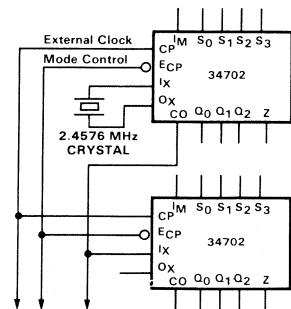 IM S0 S1 S2 S3
External Clock
CP
Mode Control
ECP
IX
34702
OX
2.4576 MHz
CRYSTAL
CO Q0 Q1 Q2 Z
IM S0 S1 S2 S3
CP
ECP
IX
34702
OX
CO Q0 Q1 Q2 Z